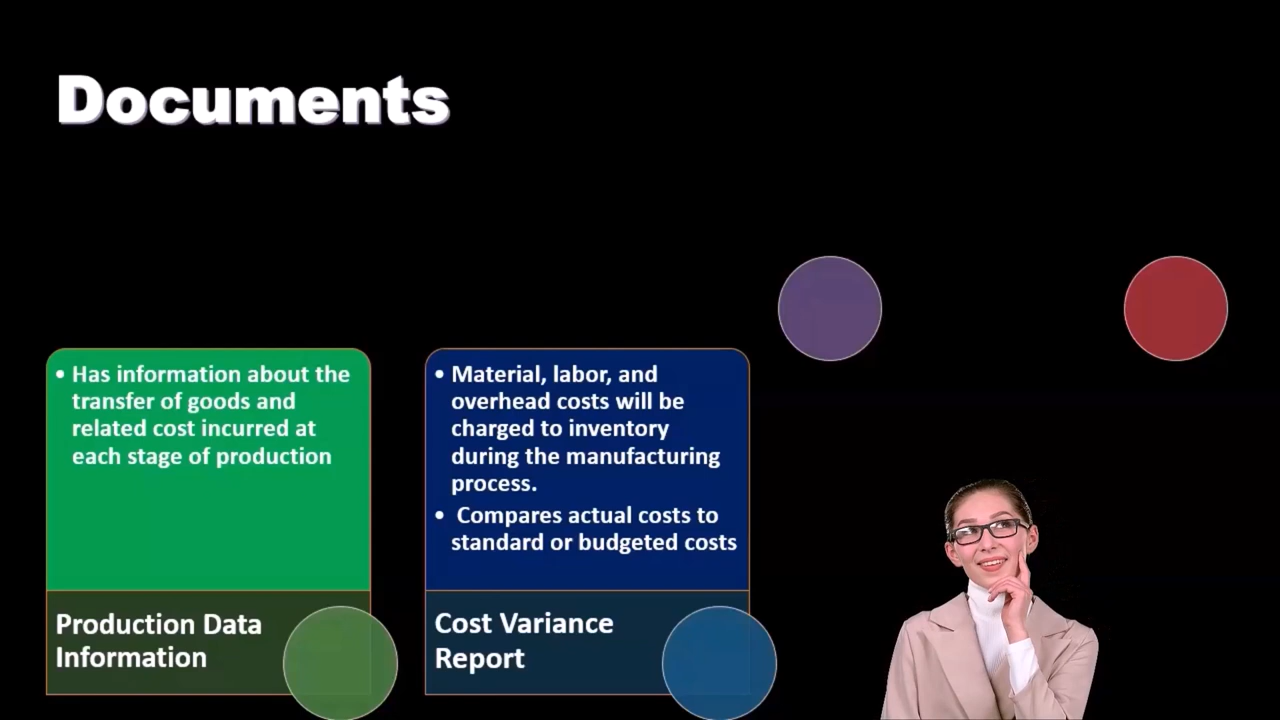 Documents
• Has information about the
transfer of goods and
related cost incurred at
each stage of production
Production Data
Information
• Material, labor, and
overhead costs will be
charged to inventory
during the manufacturing
process.
• Compares actual costs to
standard or budgeted costs
Cost Variance
Report